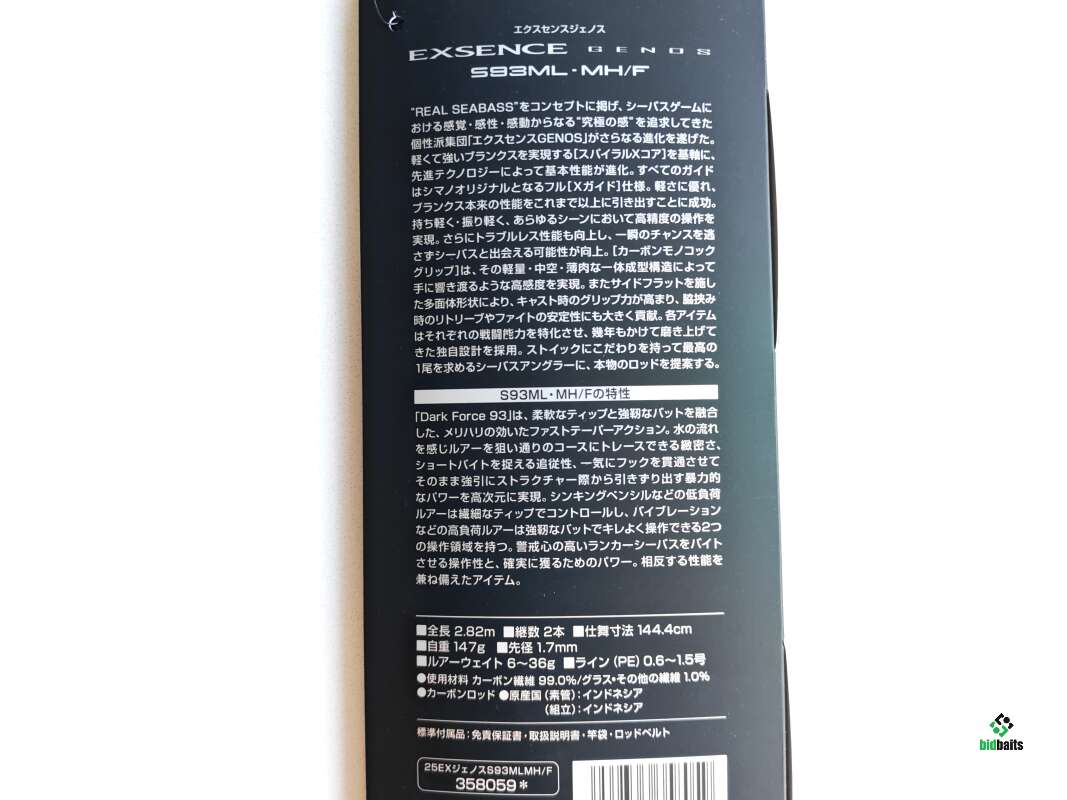 エクスセンスジェノス
EXSENCE GENOS
S93ML・MH/F
"REAL SEABASS"をコンセプトに掲げ、シーバスゲームに
おける感覚・感性・感動からなる"究極の感"を追求してきた
個性派集団「エクスセンスGENOS」がさらなる進化を遂げた。
軽くて強いブランクスを実現する[スパイラルXコア]を基軸に、
先進テクノロジーによって基本性能が進化。すべてのガイド
はシマノオリジナルとなるフル[Xガイド]仕様。軽さに優れ、
ブランクス本来の性能をこれまで以上に引き出すことに成功。
持ち軽く・振り軽く、あらゆるシーンにおいて高精度の操作を
実現。さらにトラブルレス性能も向上し、一瞬のチャンスを逃
さずシーバスと出会える可能性が向上。[カーボンモノコック
グリップ]は、その軽量・中空・薄肉な一体成型構造によって
手に響き渡るような高感度を実現。またサイドフラットを施し
た多面体形状により、キャスト時のグリップ力が高まり、脇挟み
時のリトリーブやファイトの安定性にも大きく貢献。各アイテム
はそれぞれの戦闘能力を特化させ、幾年もかけて磨き上げて
きた独自設計を採用。ストイックにこだわりを持って最高の
1尾を求めるシーバスアングラーに、本物のロッドを提案する。
S93ML・MH/Fの特性
「Dark Force 93」は、柔軟なティップと強靭なバットを融合
した、メリハリの効いたファストテーパーアクション。水の流れ
を感じルアーを狙い通りのコースにトレースできる緻密さ、
ショートバイトを捉える追従性、一気にフックを貫通させて
そのまま強引にストラクチャー際から引きずり出す暴力的
なパワーを高次元に実現。シンキングペンシルなどの低負荷
ルアーは繊細なティップでコントロールし、バイブレーション
などの高負荷ルアーは強靭なバットでキレよく操作できる2つ
の操作領域を持つ。警戒心の高いランカーシーバスをバイト
させる操作性と、確実に獲るためのパワー。相反する性能を
兼ね備えたアイテム。
■全長 2.82m ■継数 2本 ■仕舞寸法 144.4cm
■自重 147g ■先径 1.7mm
■ルアーウェイト 6～36g ■ライン (PE) 0.6～1.5号
●使用材料 カーボン繊維 99.0%/グラス・その他の繊維 1.0%
●カーボンロッド ●原産国 (素管)：インドネシア
(組立)：インドネシア
標準付属品：免責保証書・取扱説明書・竿袋・ロッドベルト
25EXジェノスS93MLMH/F
358059*
bidbaits